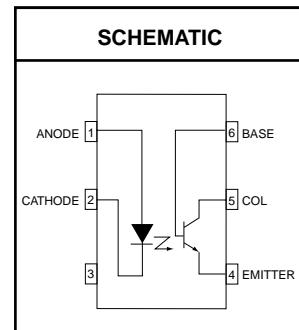 SCHEMATIC
ANODE 1
6 BASE
CATHODE 2
5 COL
3
4 EMITTER